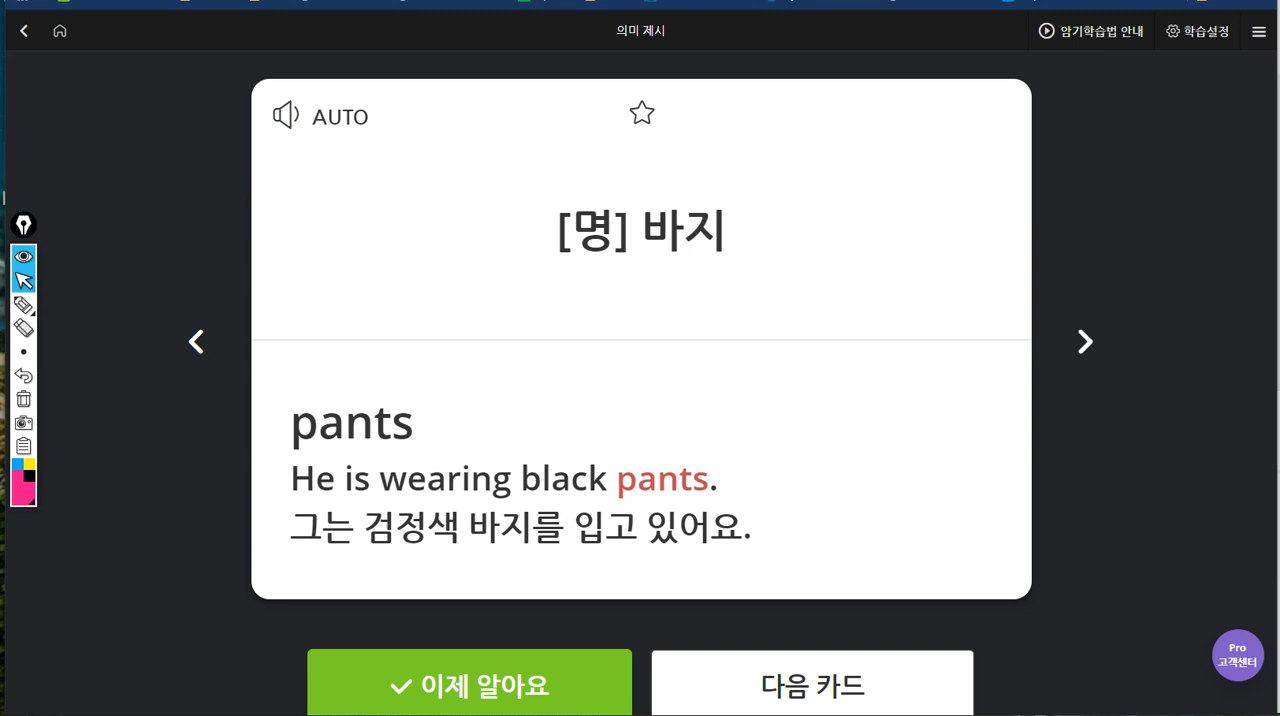 의미 제시
암기학습법 안내
학습설정
AUTO
[명] 바지
pants
He is wearing black pants.
그는 검정색 바지를 입고 있어요.
이제 알아요
다음 카드
Pro
고객센터